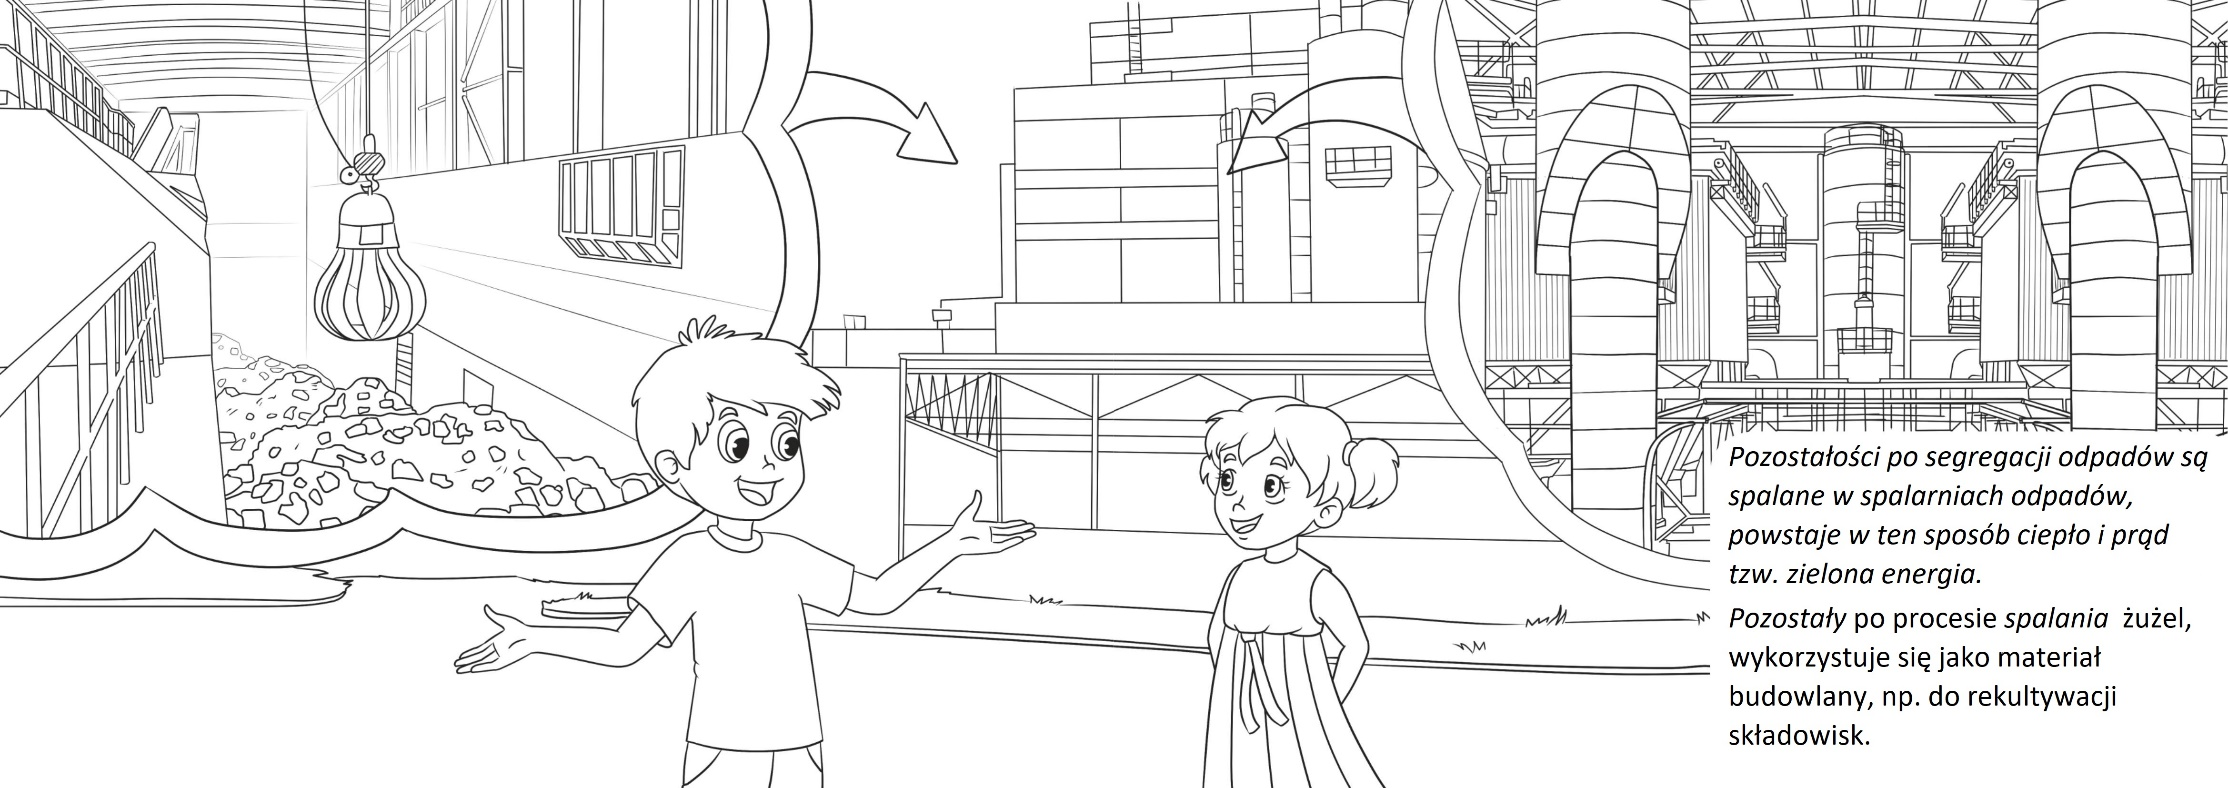 Pozostałości po segregacji odpadów są
spalane w spalarniach odpadów,
powstaje w ten sposób ciepło i prąd
tzw. zielona energia.
Pozostały po procesie spalania żużel,
wykorzystuje się jako materiał
budowlany, np. do rekultywacji
składowisk.